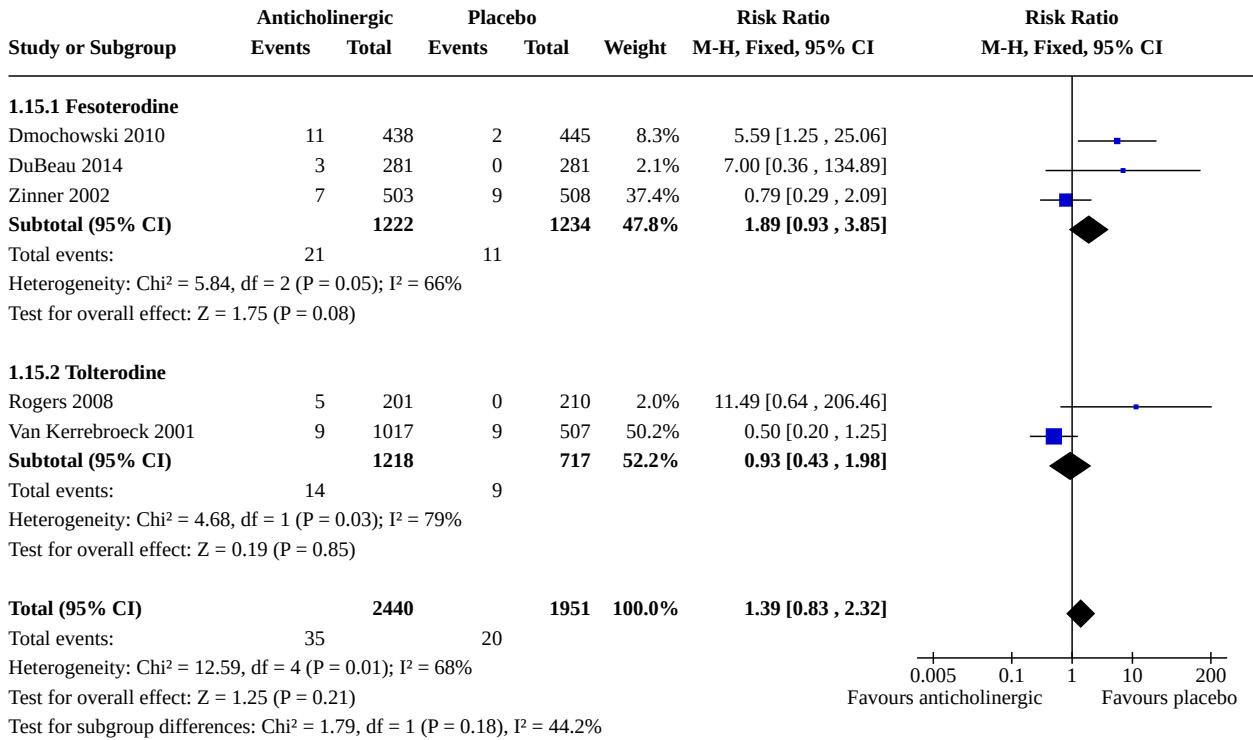 Anticholinergic Placebo Risk Ratio Risk Ratio
Study or Subgroup Events Total Events Total Weight M-H, Fixed, 95% CI M-H, Fixed, 95% CI
1.15.1 Fesoterodine
Dmochowski 2010 11 438 2 445 8.3% 5.59 [1.25 , 25.06]
DuBeau 2014 3 281 0 281 2.1% 7.00 [0.36 , 134.89]
Zinner 2002 7 503 9 508 37.4% 0.79 [0.29 , 2.09]
Subtotal (95% CI) 1222 1234 47.8% 1.89 [0.93 , 3.85]
Total events: 21 11
Heterogeneity: Chi² = 5.84, df = 2 (P = 0.05); I² = 66%
Test for overall effect: Z = 1.75 (P = 0.08)
1.15.2 Tolterodine
Rogers 2008 5 201 0 210 2.0% 11.49 [0.64 , 206.46]
Van Kerrebroeck 2001 9 1017 9 507 50.2% 0.50 [0.20 , 1.25]
Subtotal (95% CI) 1218 717 52.2% 0.93 [0.43 , 1.98]
Total events: 14 9
Heterogeneity: Chi² = 4.68, df = 1 (P = 0.03); I² = 79%
Test for overall effect: Z = 0.19 (P = 0.85)
Total (95% CI) 2440 1951 100.0% 1.39 [0.83 , 2.32]
Total events: 35 20
Heterogeneity: Chi² = 12.59, df = 4 (P = 0.01); I² = 68%
0.005 0.1 1 10 200
Test for overall effect: Z = 1.25 (P = 0.21)
Favours anticholinergic Favours placebo
Test for subgroup differences: Chi² = 1.79, df = 1 (P = 0.18), I² = 44.2%